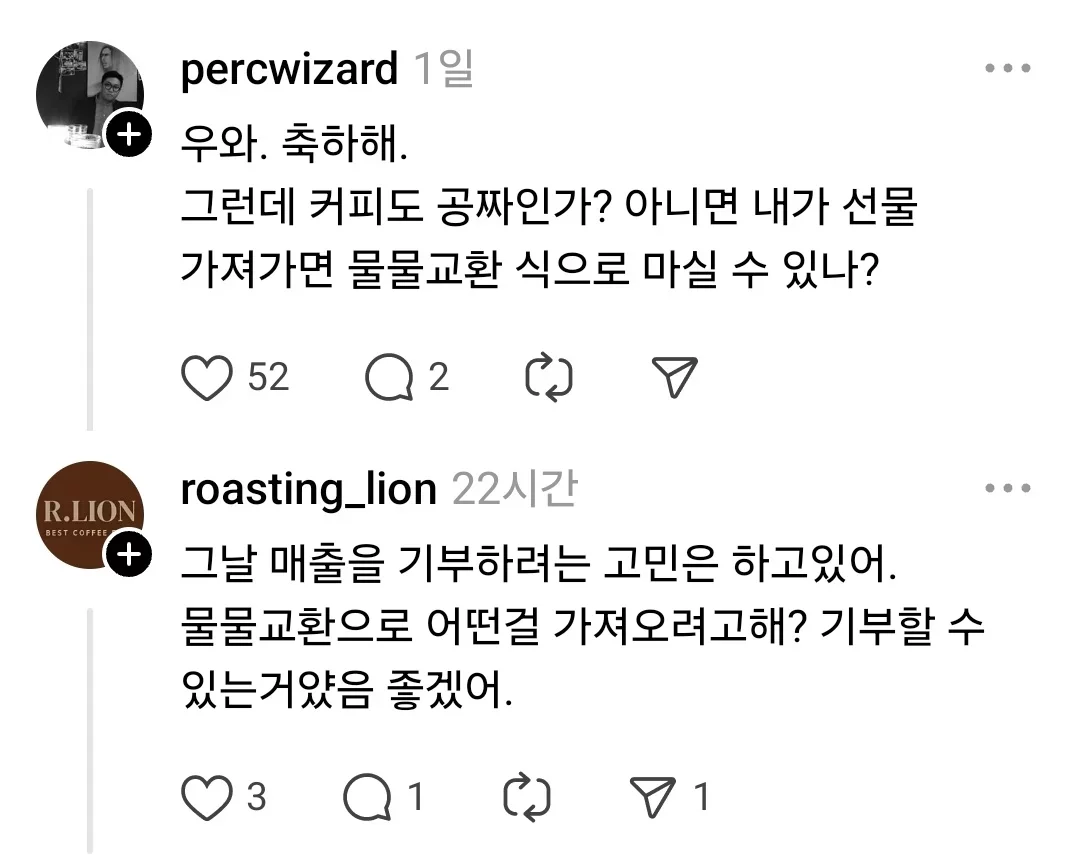 percwizard 1일
우와. 축하해.
그런데 커피도 공짜인가? 아니면 내가 선물
가져가면 물물교환 식으로 마실 수 있나?
52 2
R.LION
BEST COFFEE
roasting_lion 22시간
그날 매출을 기부하려는 고민은 하고있어.
물물교환으로 어떤걸 가져오려고해? 기부할 수
있는거얐음 좋겠어.
3 1 1